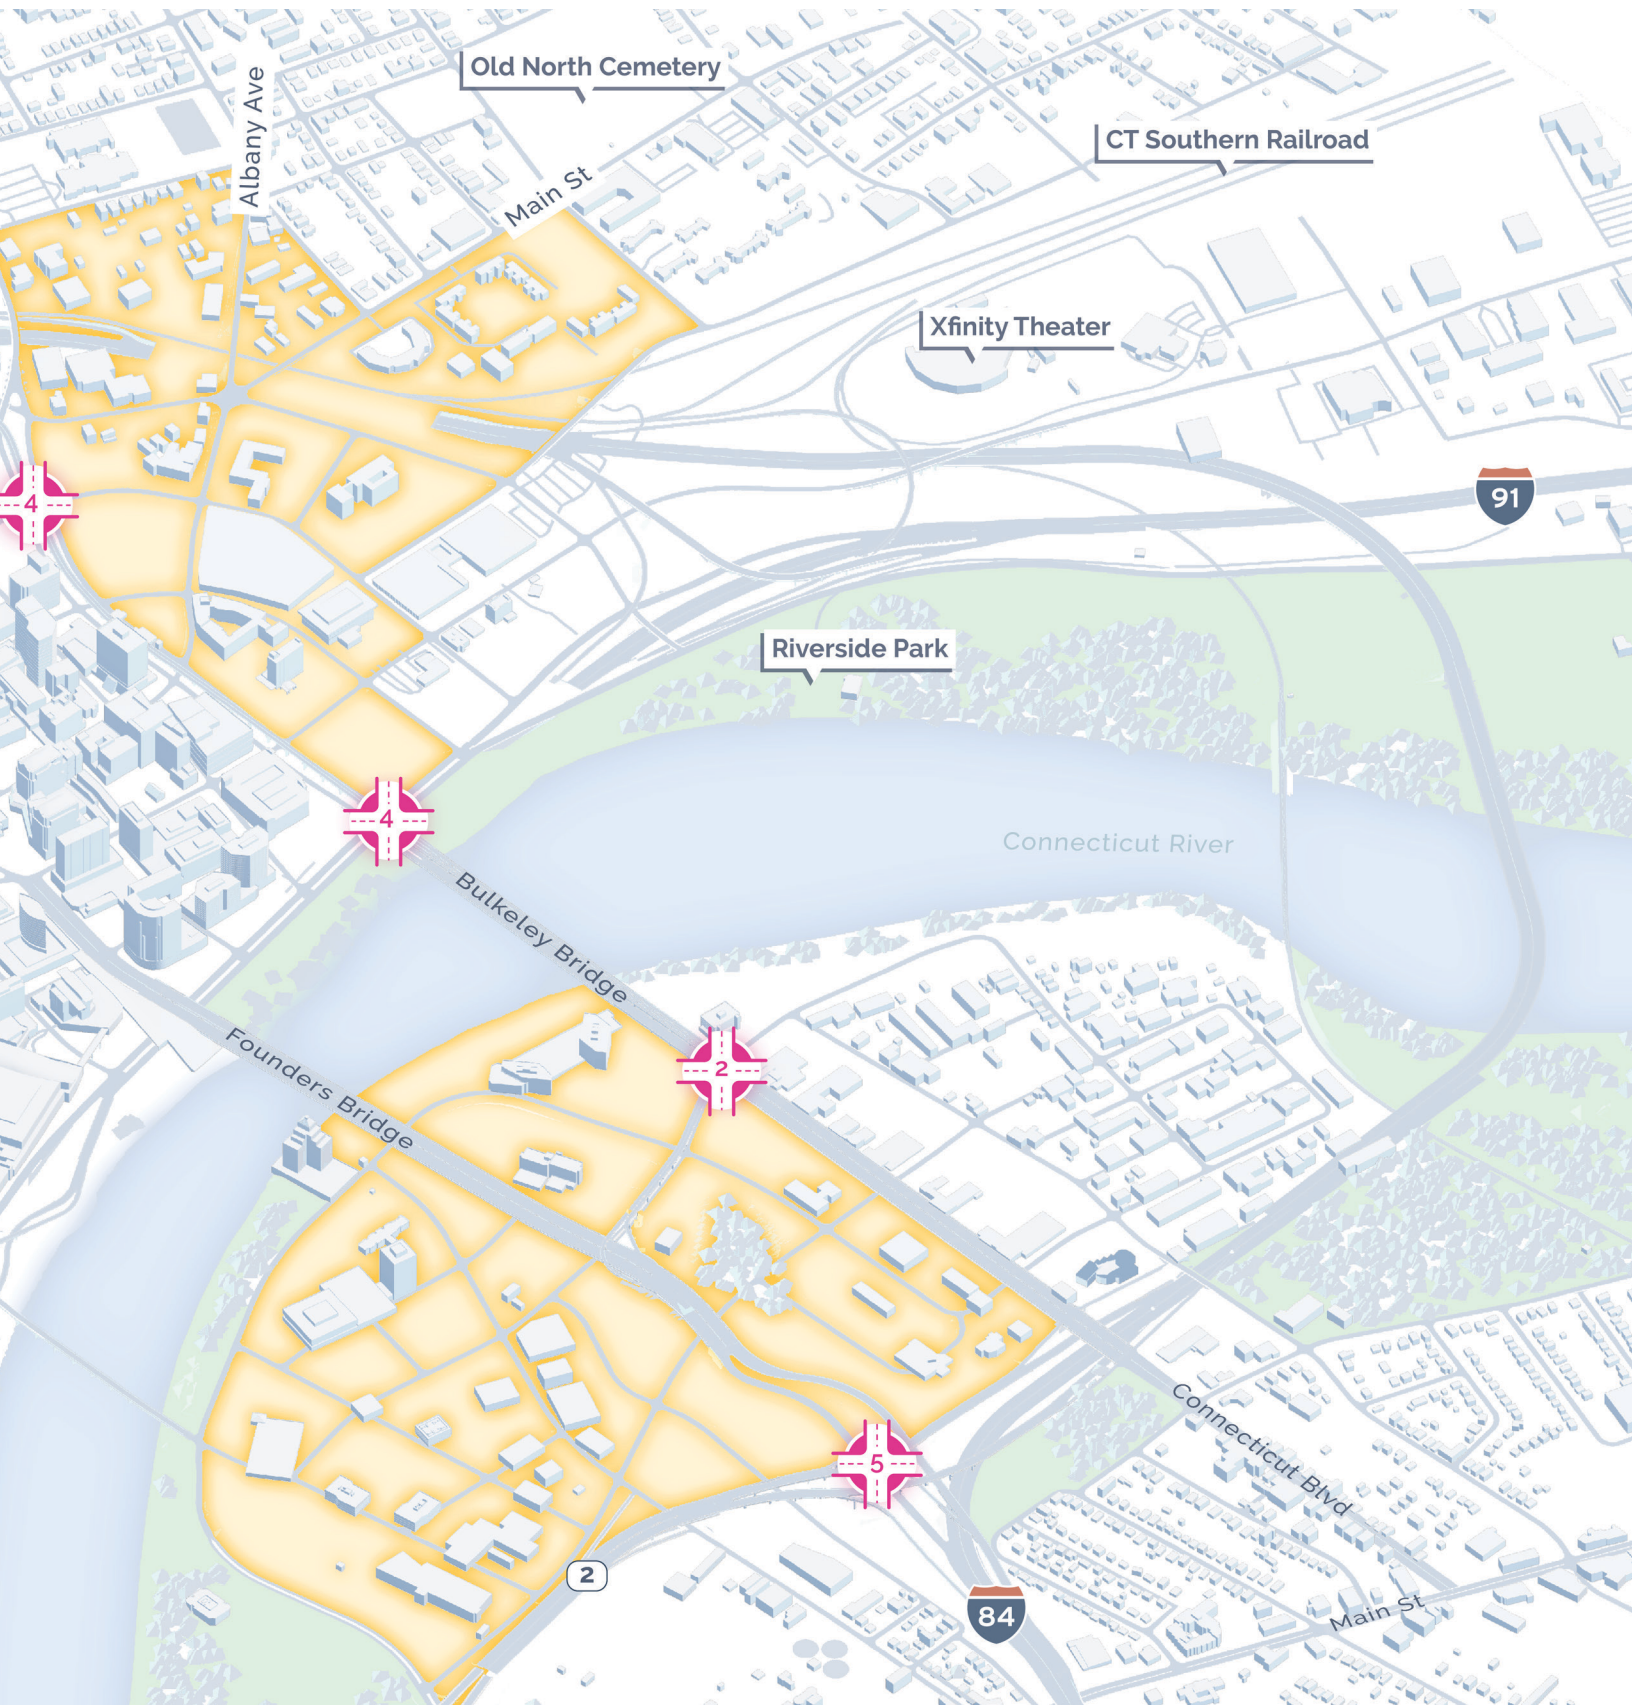 Old North Cemetery
Albany Ave
CT Southern Railroad
Main St
Xfinity Theater
4
91
Riverside Park
4
Connecticut River
Bulkeley Bridge
Founders Bridge
2
Connecticut Blvd
5
2
84
Main St